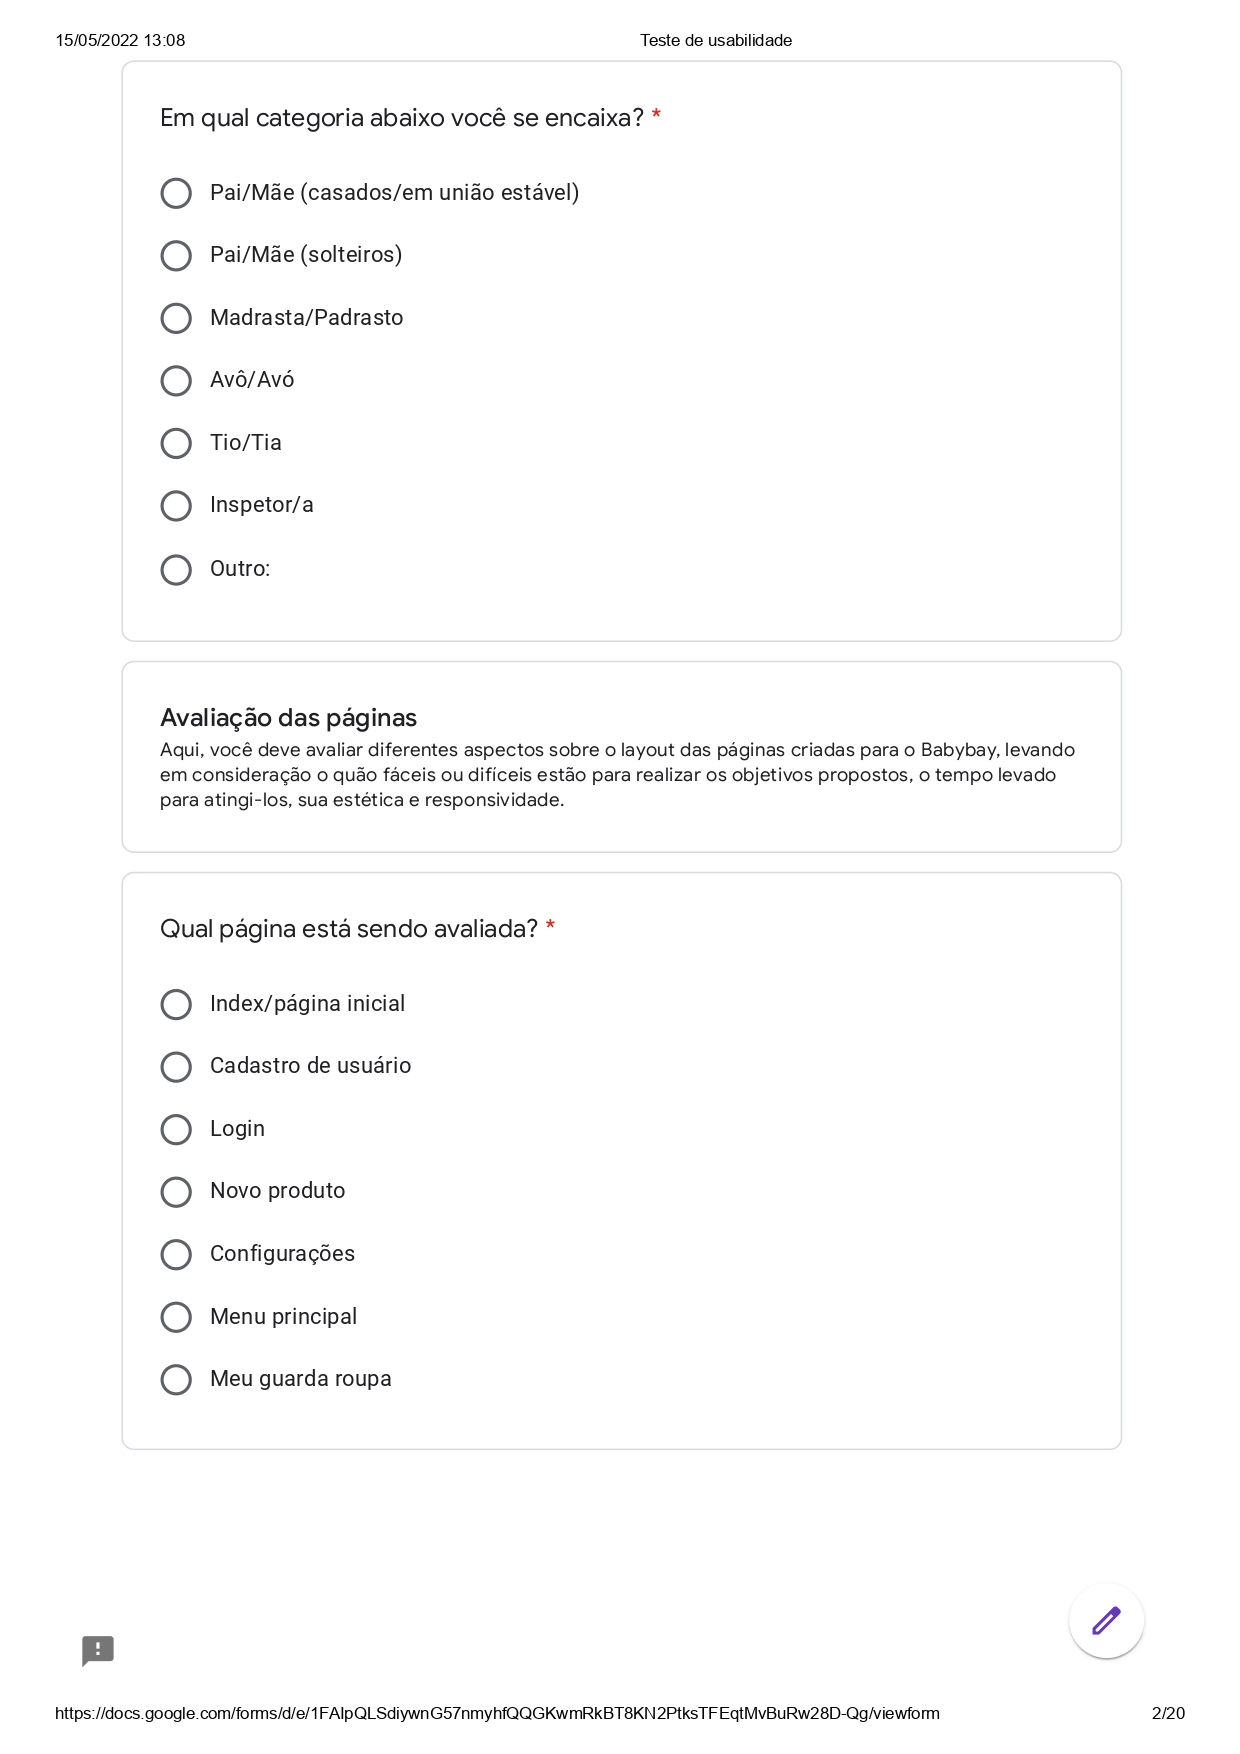 15/05/2022 13:08
Teste de usabilidade
Em qual categoria abaixo você se encaixa? *
Pai/Mãe (casados/em união estável)
Pai/Mãe (solteiros)
Madrasta/Padrasto
Avô/Avó
Tio/Tia
Inspetor/a
Outro:
Avaliação das páginas
Aqui, você deve avaliar diferentes aspectos sobre o layout das páginas criadas para o Babybay, levando
em consideração o quão fáceis ou difíceis estão para realizar os objetivos propostos, o tempo levado
para atingi-los, sua estética e responsividade.
Qual página está sendo avaliada? *
Index/página inicial
Cadastro de usuário
Login
Novo produto
Configurações
Menu principal
Meu guarda roupa
https://docs.google.com/forms/d/e/1FAIpQLSdiywnG57nmyhfQQGKwmRkBT8KN2PtksTFEqtMvBuRw28D-Qg/viewform
2/20